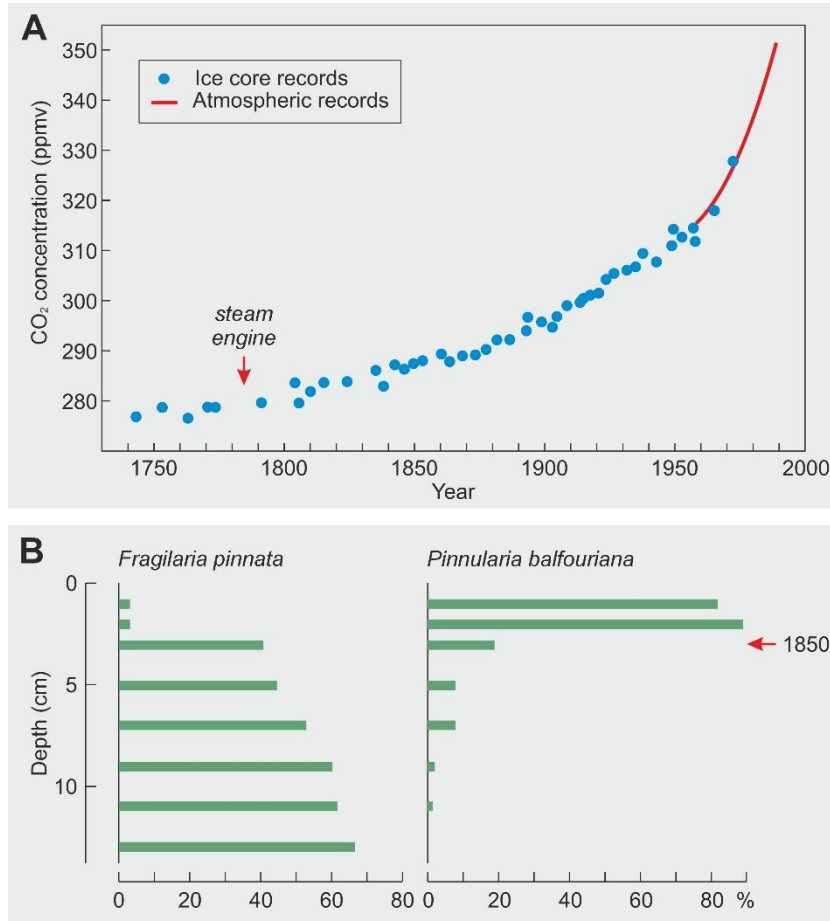 A
CO₂ concentration (ppmv)
350
340
330
320
310
300
290
280
Ice core records
Atmospheric records
steam
engine
1750 1800 1850 1900 1950 2000
Year
B
Fragilaria pinnata Pinnularia balfouriana
Depth (cm)
0
5
10
1850
0 20 40 60 80 0 20 40 60 80 %